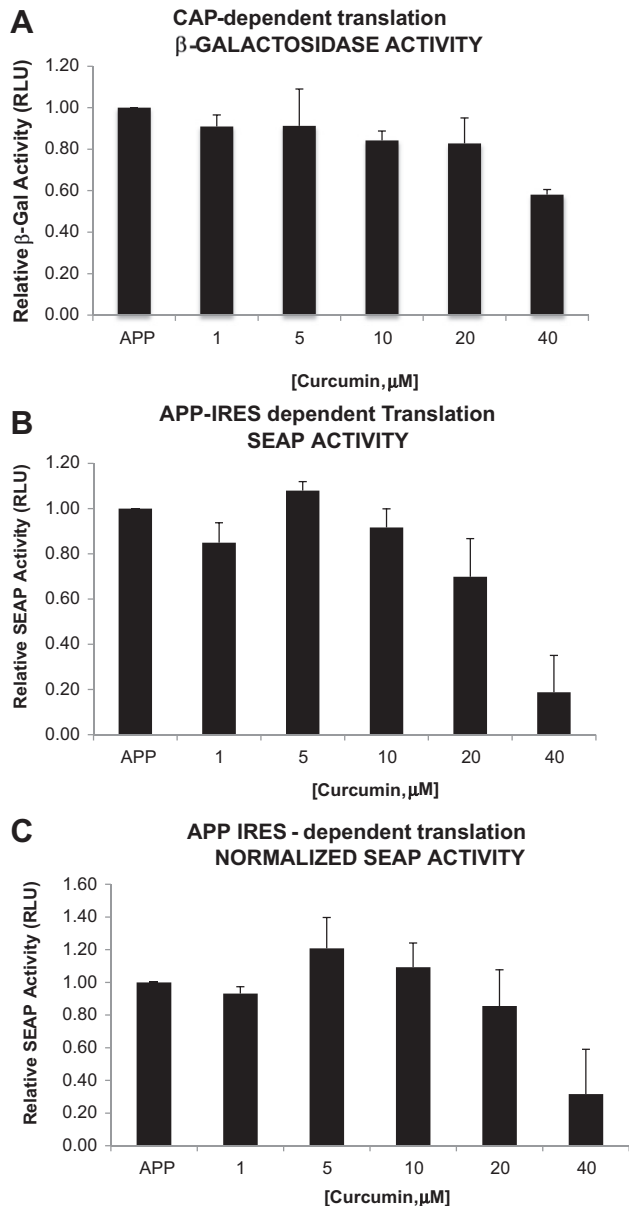 A
CAP-dependent translation
β-GALACTOSIDASE ACTIVITY
Relative β-Gal Activity (RLU)
1.20
1.00
0.80
0.60
0.40
0.20
0.00
APP 1 5 10 20 40
[Curcumin,μM]
B
APP-IRES dependent Translation
SEAP ACTIVITY
Relative SEAP Activity (RLU)
1.20
1.00
0.80
0.60
0.40
0.20
0.00
APP 1 5 10 20 40
[Curcumin,μM]
C
APP IRES - dependent translation
NORMALIZED SEAP ACTIVITY
Relative SEAP Activity (RLU)
1.60
1.40
1.20
1.00
0.80
0.60
0.40
0.20
0.00
APP 1 5 10 20 40
[Curcumin,μM]